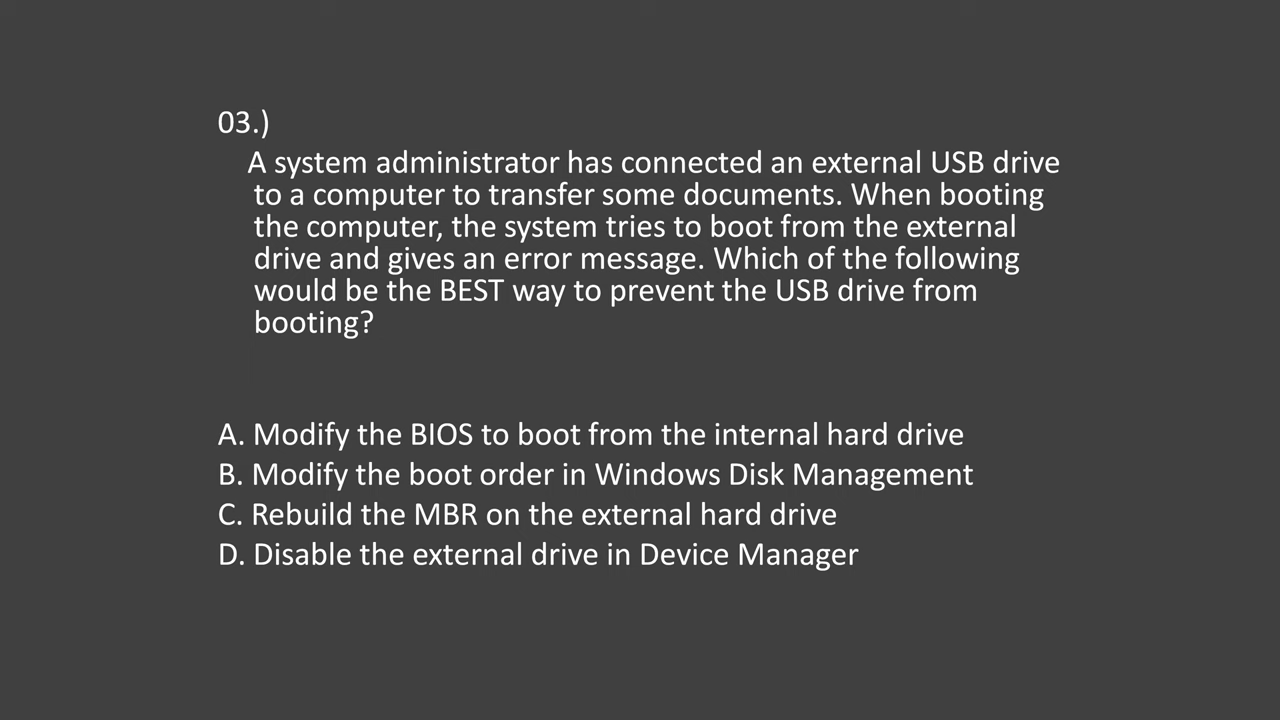 03.)
A system administrator has connected an external USB drive
to a computer to transfer some documents. When booting
the computer, the system tries to boot from the external
drive and gives an error message. Which of the following
would be the BEST way to prevent the USB drive from
booting?
A. Modify the BIOS to boot from the internal hard drive
B. Modify the boot order in Windows Disk Management
C. Rebuild the MBR on the external hard drive
D. Disable the external drive in Device Manager